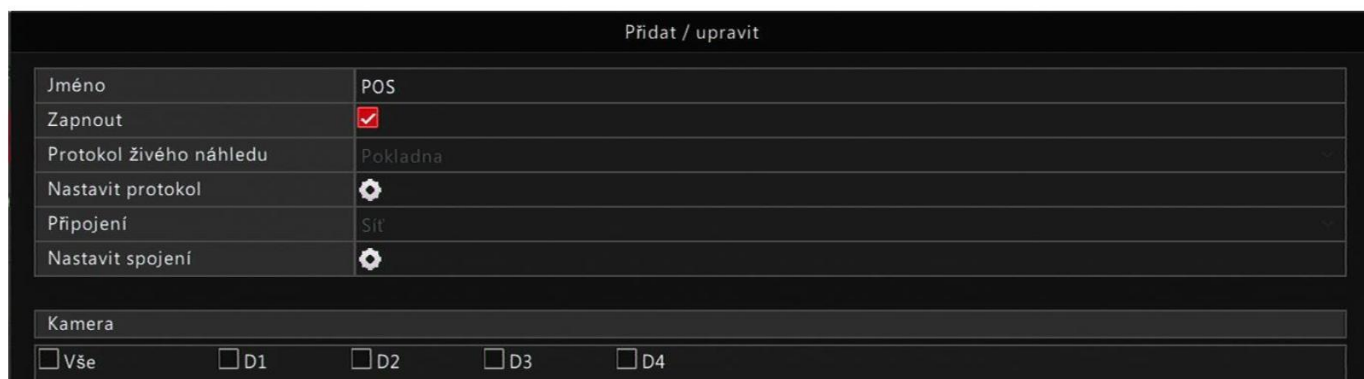 Přidat / upravit
Jméno POS
Zapnout
Protokol živého náhledu Pokladna
Nastavit protokol
Připojení Síť
Nastavit spojení
Kamera
Vše D1 D2 D3 D4